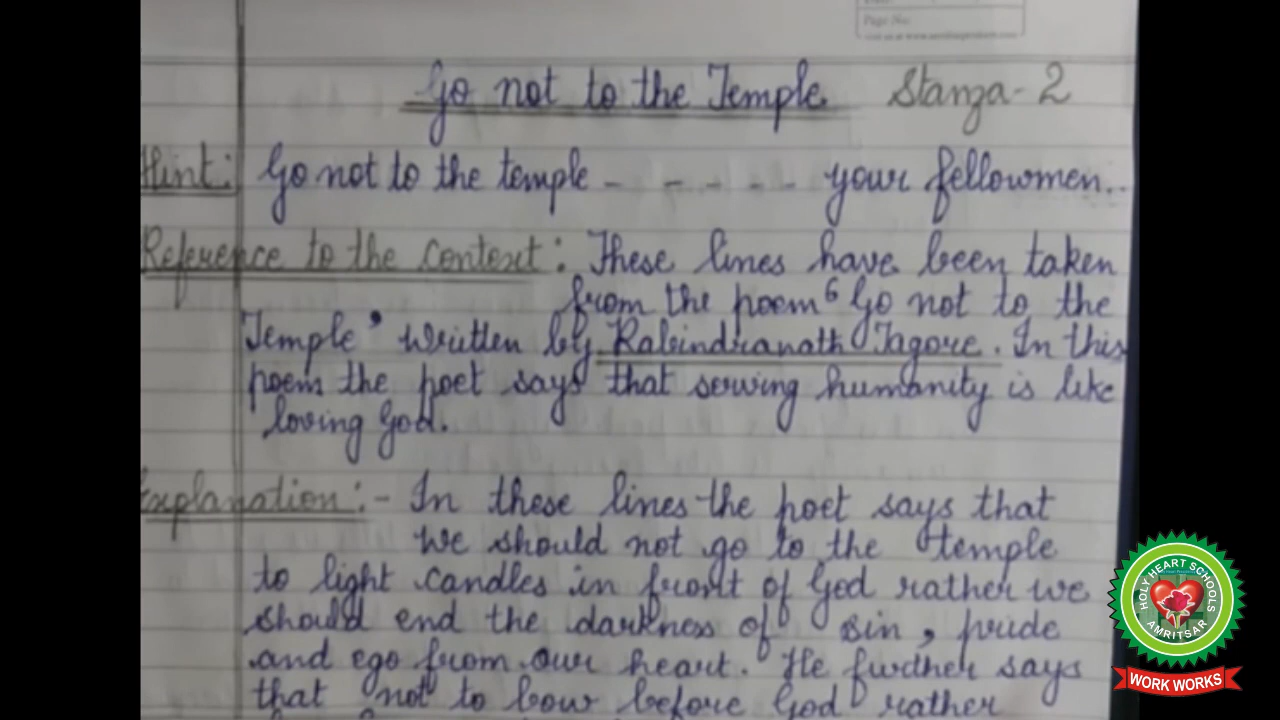 Page No.
Go not to the Temple Stanza-2
Hint: Go not to the temple - - - - - your fellowmen..
Reference to the Context: These lines have been taken
from the poem ‘Go not to the
Temple’ written by Rabindranath Tagore. In this
poem the poet says that serving humanity is like
loving God.
Explanation:- In these lines the poet says that
we should not go to the temple
to light candles in front of God rather we
should end the darkness of sin, pride
and ego from our heart. He further says
that not to bow before God rather
HOLY HEART SCHOOLS
AMRITSAR
WORK WORKS